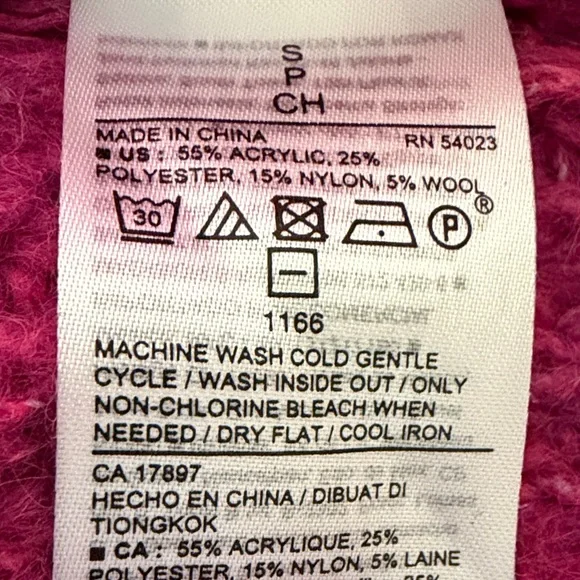 S
P
CH
MADE IN CHINA RN 54023
■ US : 55% ACRYLIC, 25%
POLYESTER, 15% NYLON, 5% WOOL
30 P ®
1166
MACHINE WASH COLD GENTLE
CYCLE / WASH INSIDE OUT / ONLY
NON-CHLORINE BLEACH WHEN
NEEDED / DRY FLAT / COOL IRON
CA 17897
HECHO EN CHINA / DIBUAT DI
TIONGKOK
■ CA : 55% ACRYLIQUE, 25%
POLYESTER, 15% NYLON, 5% LAINE